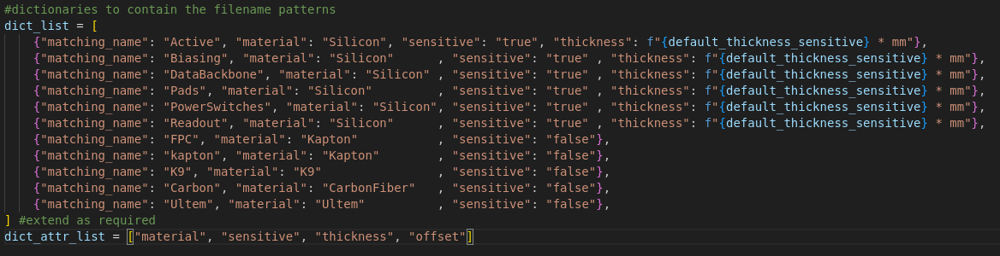 #dictionaries to contain the filename patterns
dict_list = [
    {"matching_name": "Active", "material": "Silicon", "sensitive": "true", "thickness": f"{default_thickness_sensitive} * mm"},
    {"matching_name": "Biasing", "material": "Silicon"      , "sensitive": "true" , "thickness": f"{default_thickness_sensitive} * mm"},
    {"matching_name": "DataBackbone", "material": "Silicon" , "sensitive": "true" , "thickness": f"{default_thickness_sensitive} * mm"},
    {"matching_name": "Pads", "material": "Silicon"         , "sensitive": "true" , "thickness": f"{default_thickness_sensitive} * mm"},
    {"matching_name": "PowerSwitches", "material": "Silicon", "sensitive": "true" , "thickness": f"{default_thickness_sensitive} * mm"},
    {"matching_name": "Readout", "material": "Silicon"      , "sensitive": "true" , "thickness": f"{default_thickness_sensitive} * mm"},
    {"matching_name": "FPC", "material": "Kapton"           , "sensitive": "false"},
    {"matching_name": "kapton", "material": "Kapton"        , "sensitive": "false"},
    {"matching_name": "K9", "material": "K9"                , "sensitive": "false"},
    {"matching_name": "Carbon", "material": "CarbonFiber"   , "sensitive": "false"},
    {"matching_name": "Ultem", "material": "Ultem"          , "sensitive": "false"},
] #extend as required
dict_attr_list = ["material", "sensitive", "thickness", "offset"]